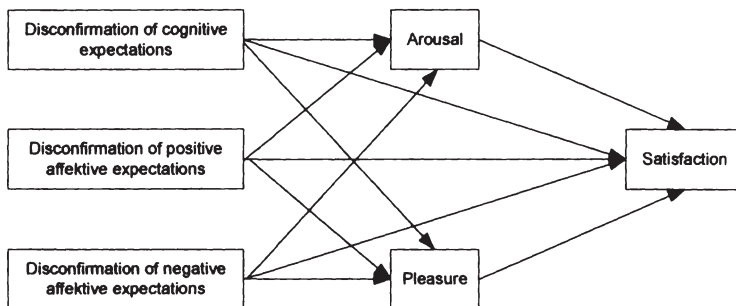 Disconfirmation of cognitive
expectations
Arousal
Disconfirmation of positive
affektive expectations
Satisfaction
Disconfirmation of negative
affektive expectations
Pleasure